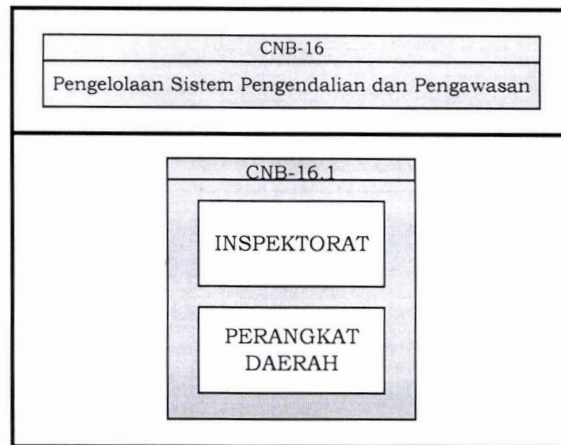 CNB-16
Pengelolaan Sistem Pengendalian dan Pengawasan
CNB-16.1
INSPEKTORAT
PERANGKAT
DAERAH